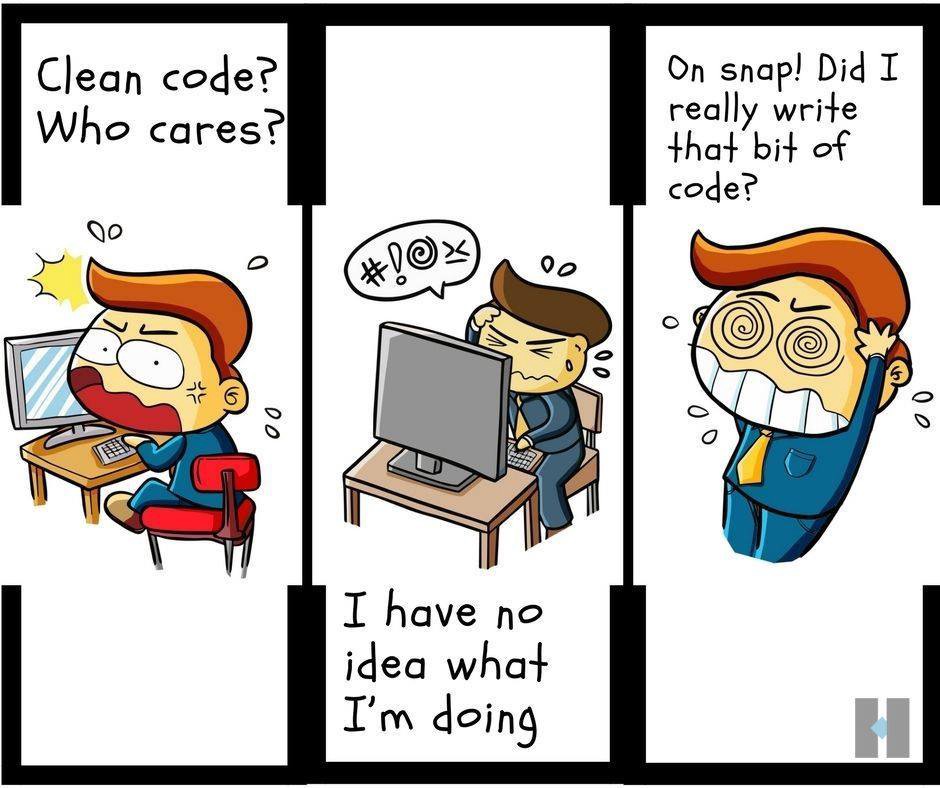 Clean code?
Who cares?
#!@
I have no
idea what
I'm doing
On snap! Did I
really write
that bit of
code?